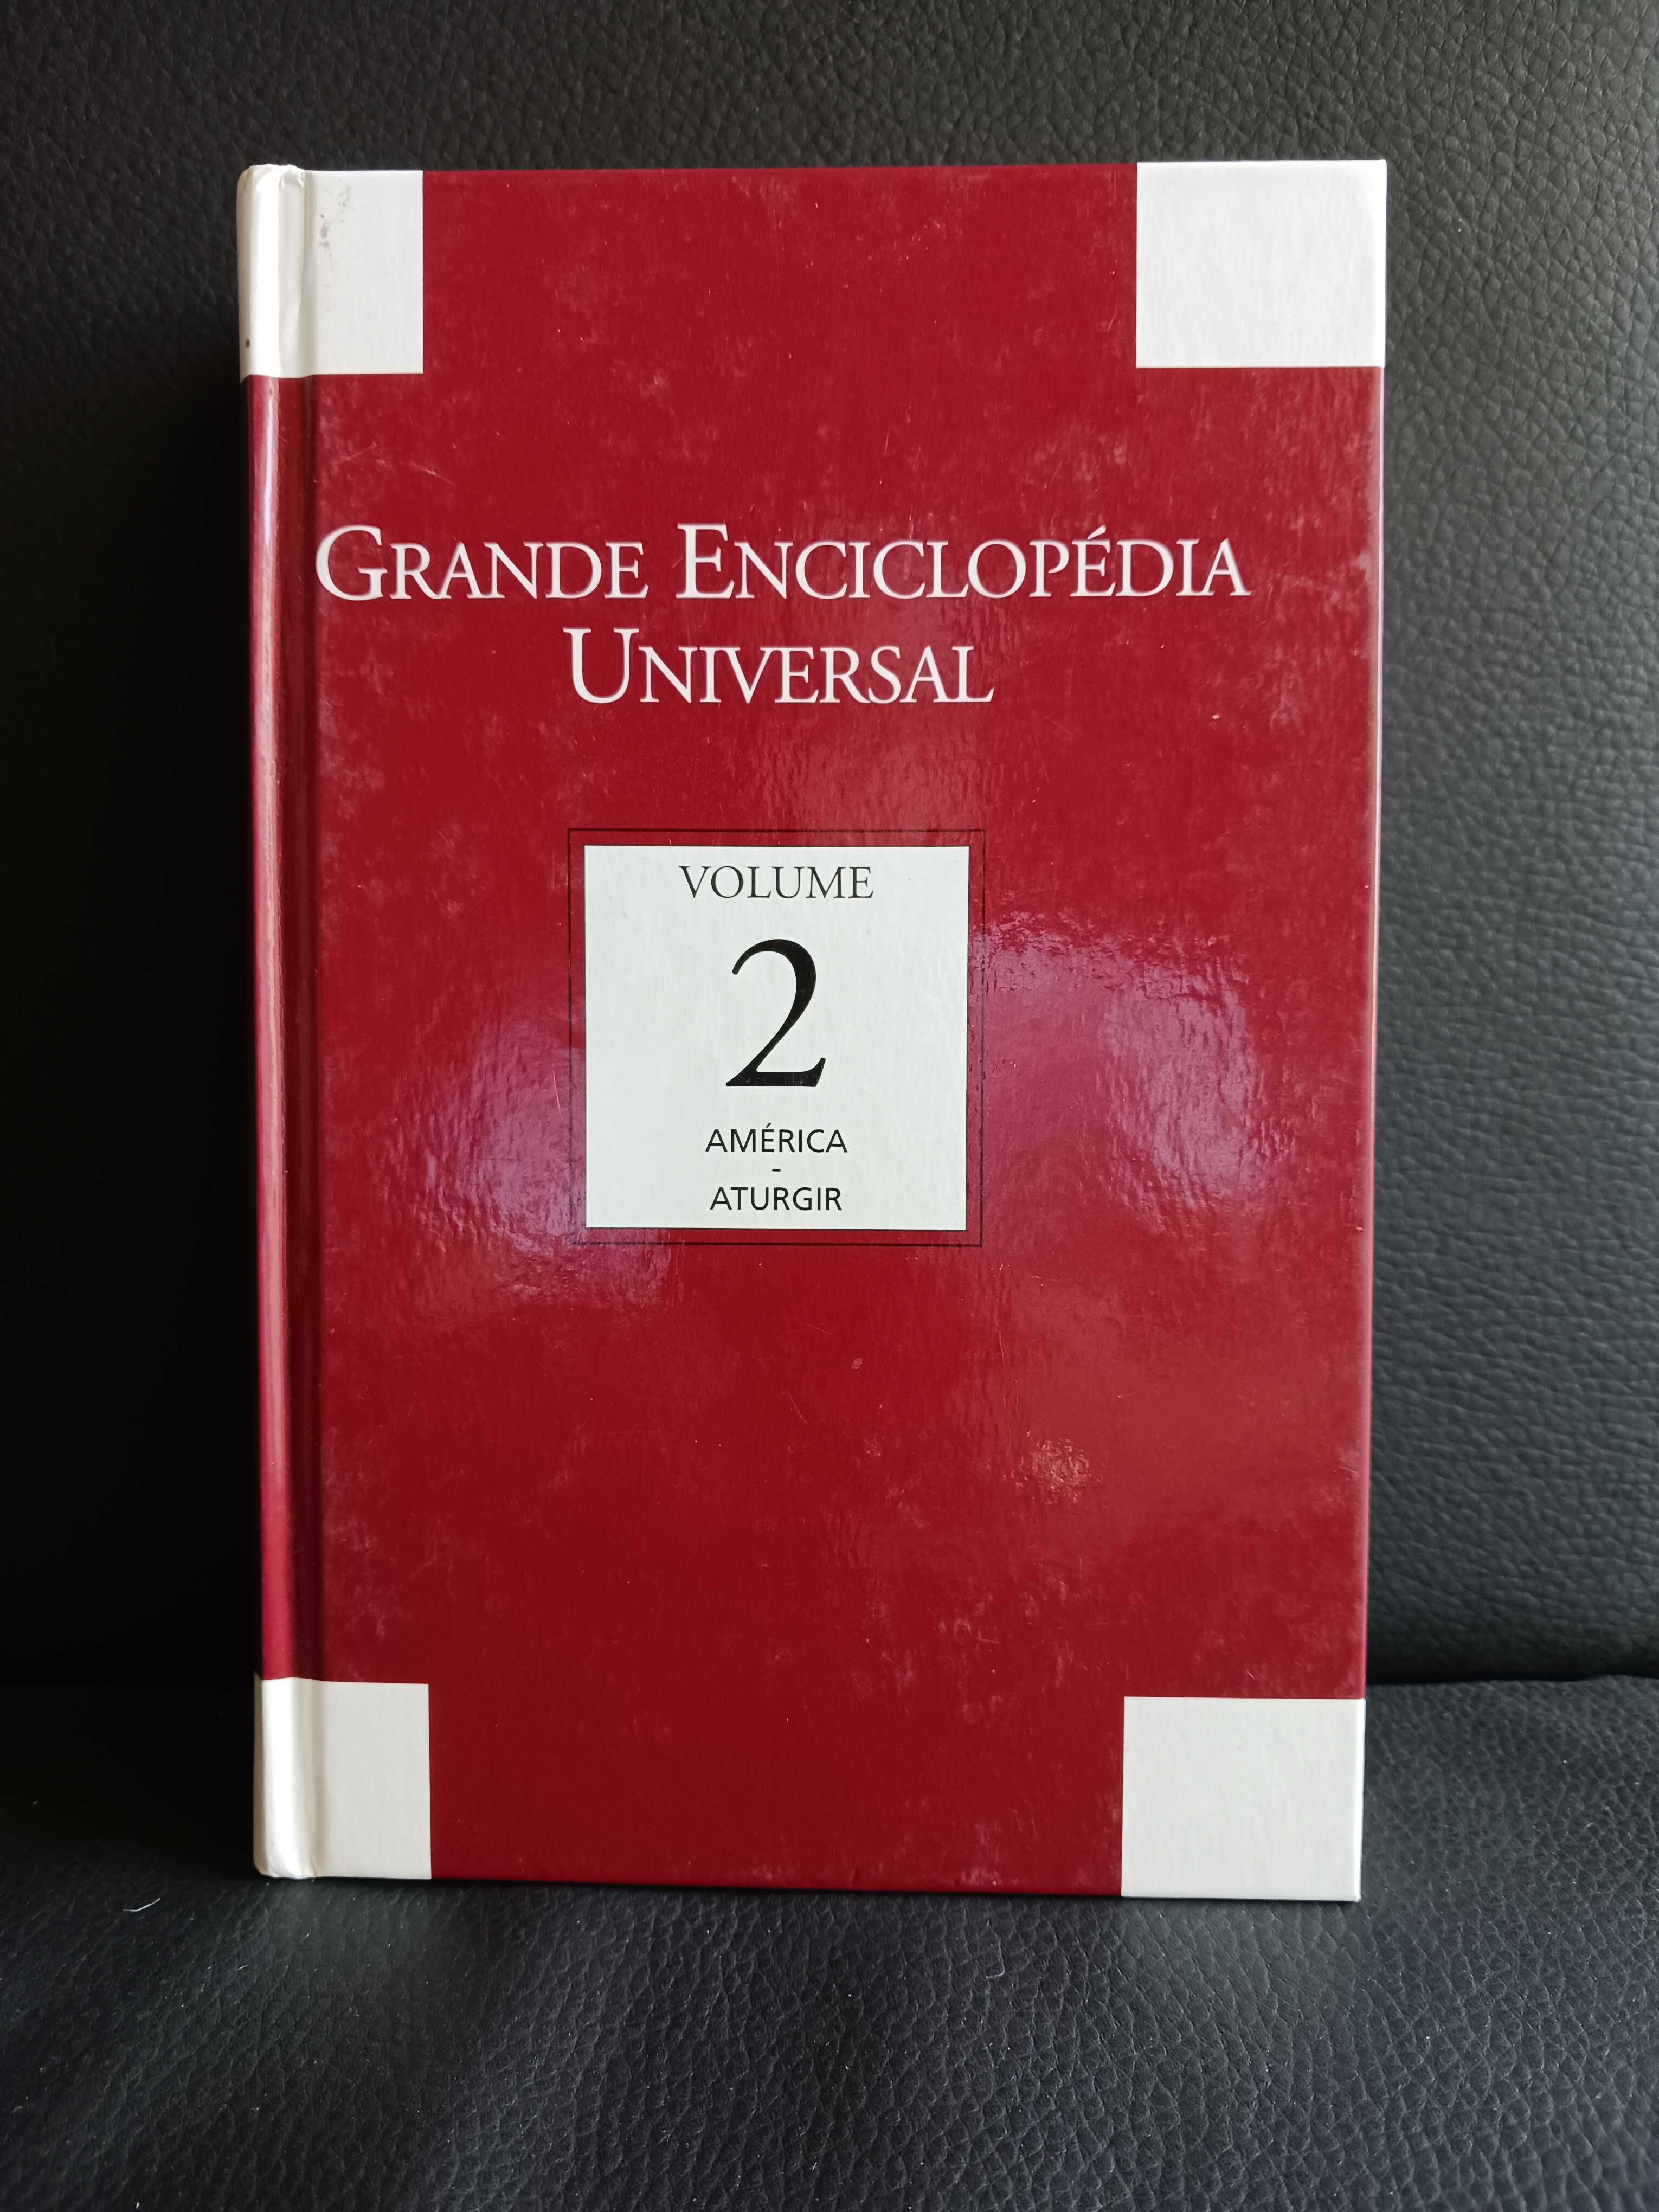 GRANDE ENCICLOPÉDIA
UNIVERSAL
VOLUME
2
AMÉRICA
-
ATURGIR